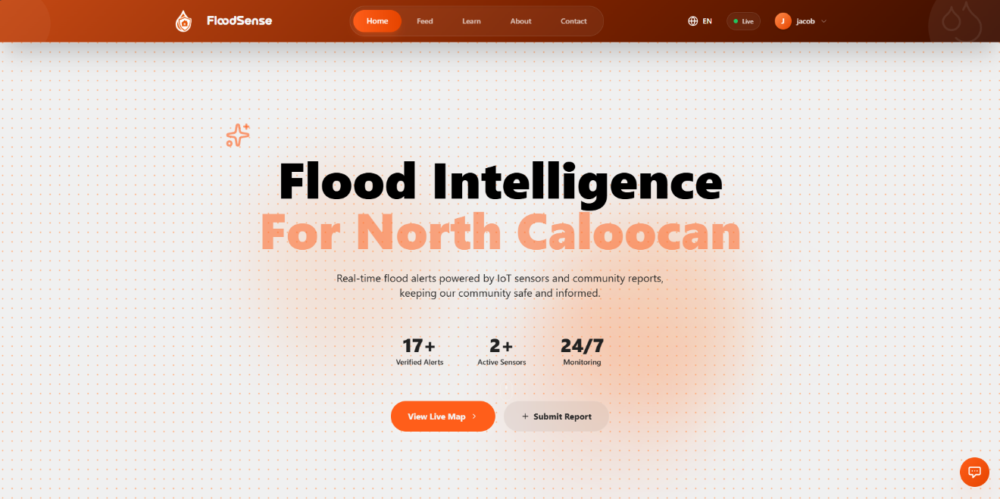 FloodSense
Home Feed Learn About Contact
EN Live J jacob
Flood Intelligence
For North Caloocan
Real-time flood alerts powered by IoT sensors and community reports,
keeping our community safe and informed.
17+ 2+ 24/7
Verified Alerts Active Sensors Monitoring
View Live Map + Submit Report